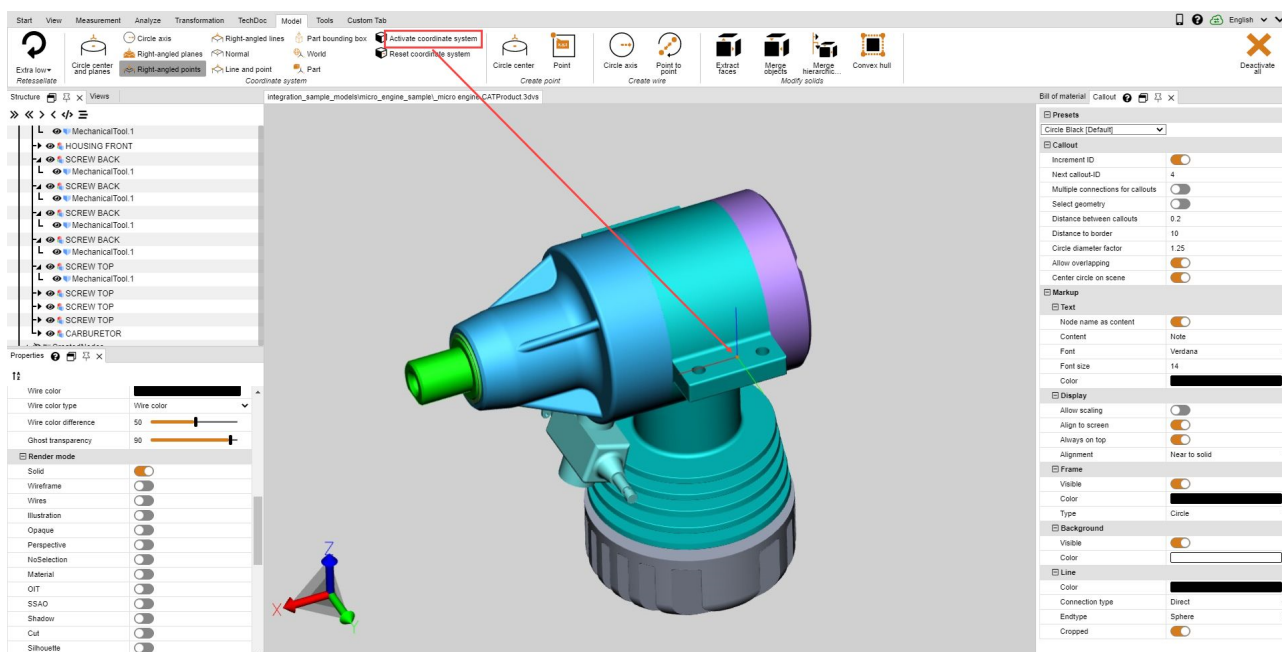 Start View Measurement Analyze Transformation TechDoc Model Tools Custom Tab
English
Extra low
Retessellate
Circle center and planes
Circle axis
Right-angled planes
Right-angled points
Right-angled lines
Normal
Line and point
Part bounding box
World
Part
Activate coordinate system
Reset coordinate system
Coordinate system
Circle center
Point
Create point
Circle axis
Point to point
Create wire
Extract faces
Merge objects
Merge hierarchic...
Convex hull
Modify solids
Deactivate all
Structure
Views
MechanicalTool.1
HOUSING FRONT
SCREW BACK
MechanicalTool.1
SCREW BACK
MechanicalTool.1
SCREW BACK
MechanicalTool.1
SCREW BACK
MechanicalTool.1
SCREW TOP
MechanicalTool.1
SCREW TOP
SCREW TOP
SCREW TOP
CARBURETOR
Properties
Wire color
Wire color type Wire color
Wire color difference 50
Ghost transparency 90
Render mode
Solid
Wireframe
Wires
Illustration
Opaque
Perspective
NoSelection
Material
OIT
SSAO
Shadow
Cut
Silhouette
integration_sample_models\micro_engine_sample\_micro engine.CATProduct.3dvs
Z
X
Y
Bill of material Callout
Presets
Circle Black [Default]
Callout
Increment ID
Next callout-ID 4
Multiple connections for callouts
Select geometry
Distance between callouts 0.2
Distance to border 10
Circle diameter factor 1.25
Allow overlapping
Center circle on scene
Markup
Text
Node name as content
Content Note
Font Verdana
Font size 14
Color
Display
Allow scaling
Align to screen
Always on top
Alignment Near to solid
Frame
Visible
Color
Type Circle
Background
Visible
Color
Line
Color
Connection type Direct
Endtype Sphere
Cropped